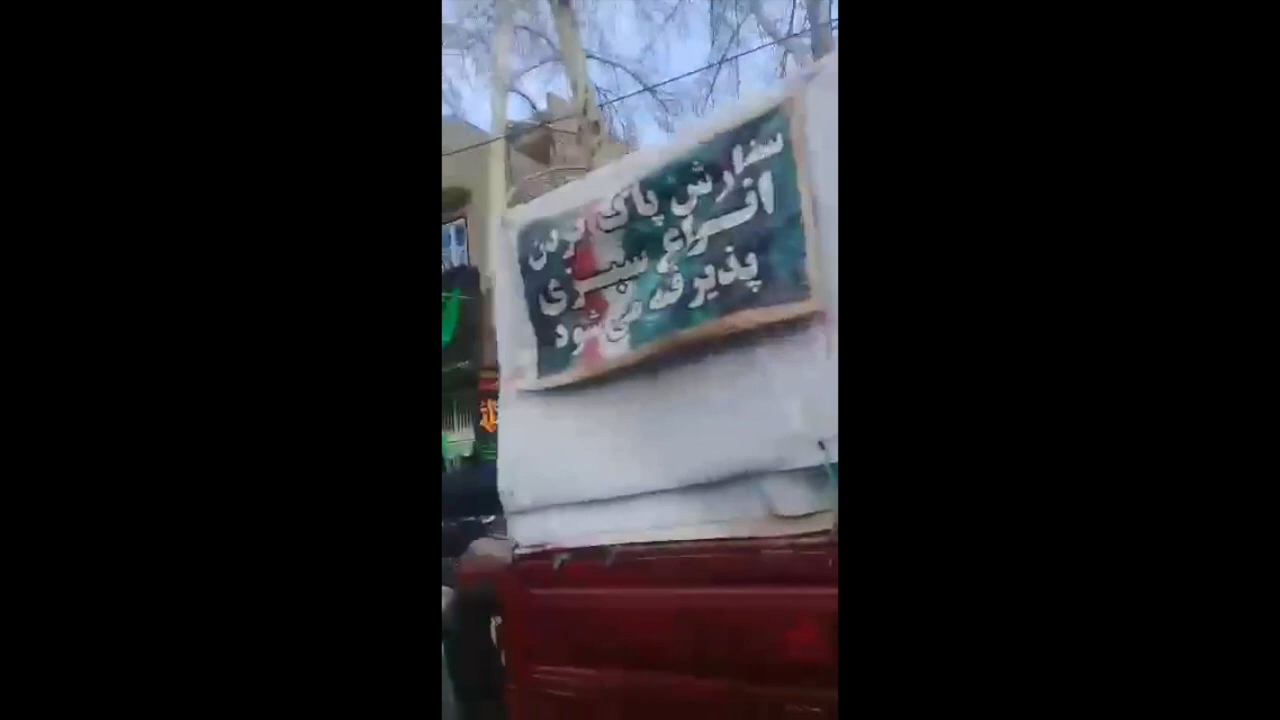 سفارش پاک کردن
انواع سبزی
پذیرفته می‌شود